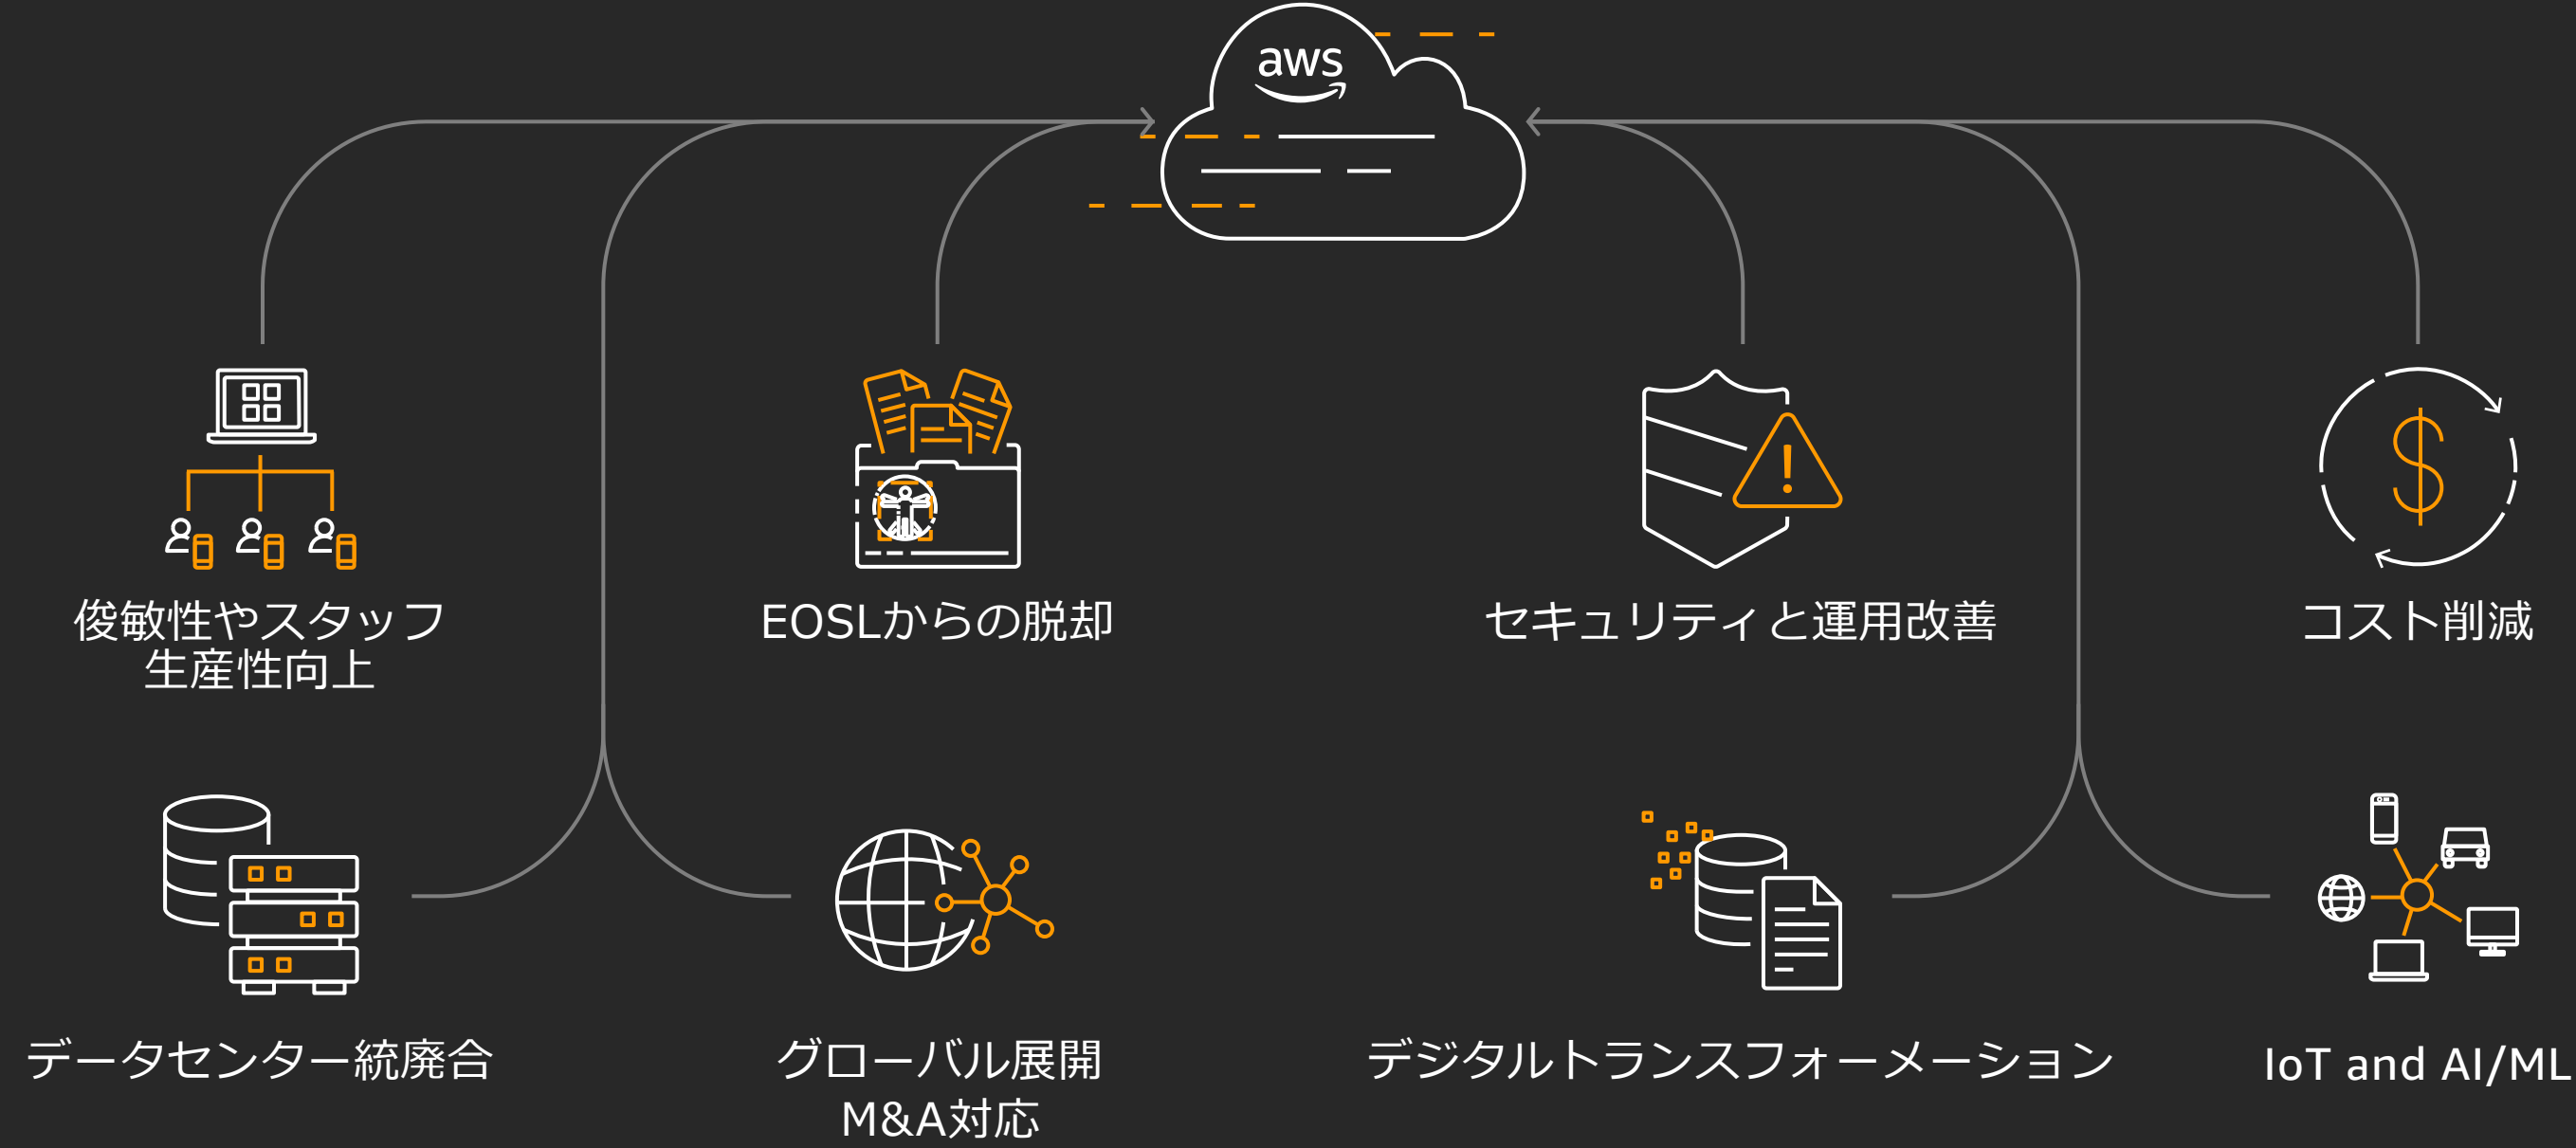 aws
俊敏性やスタッフ
生産性向上
EOSLからの脱却
セキュリティと運用改善
コスト削減
データセンター統廃合
グローバル展開
M&A対応
デジタルトランスフォーメーション
IoT and AI/ML